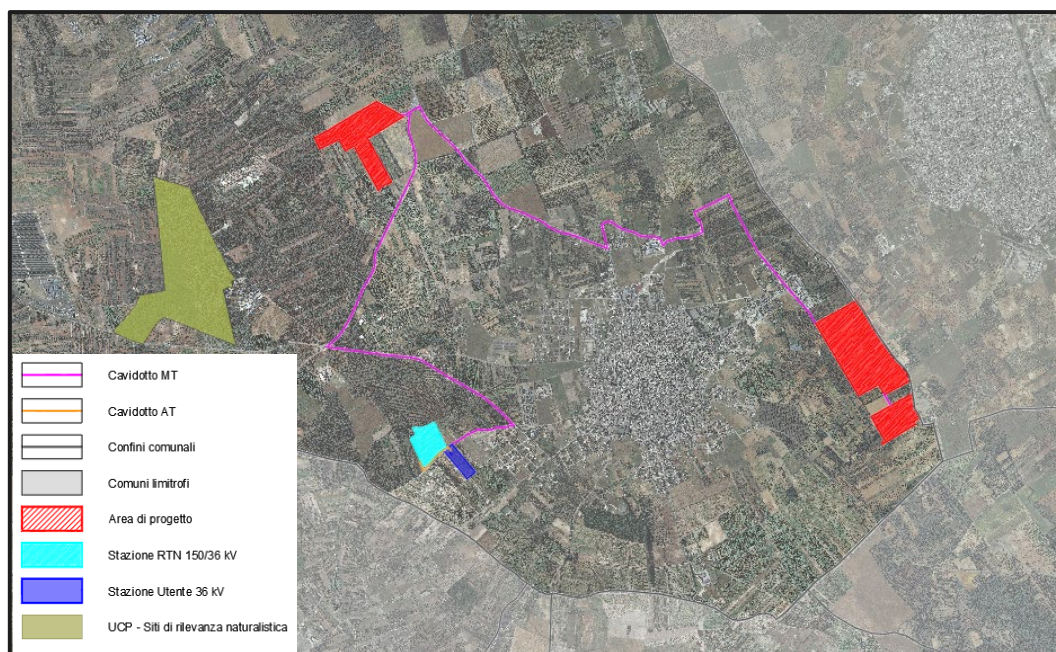 Cavidotto MT
Cavidotto AT
Confini comunali
Comuni limitrofi
Area di progetto
Stazione RTN 150/36 kV
Stazione Utente 36 kV
UCP - Siti di rilevanza naturalistica